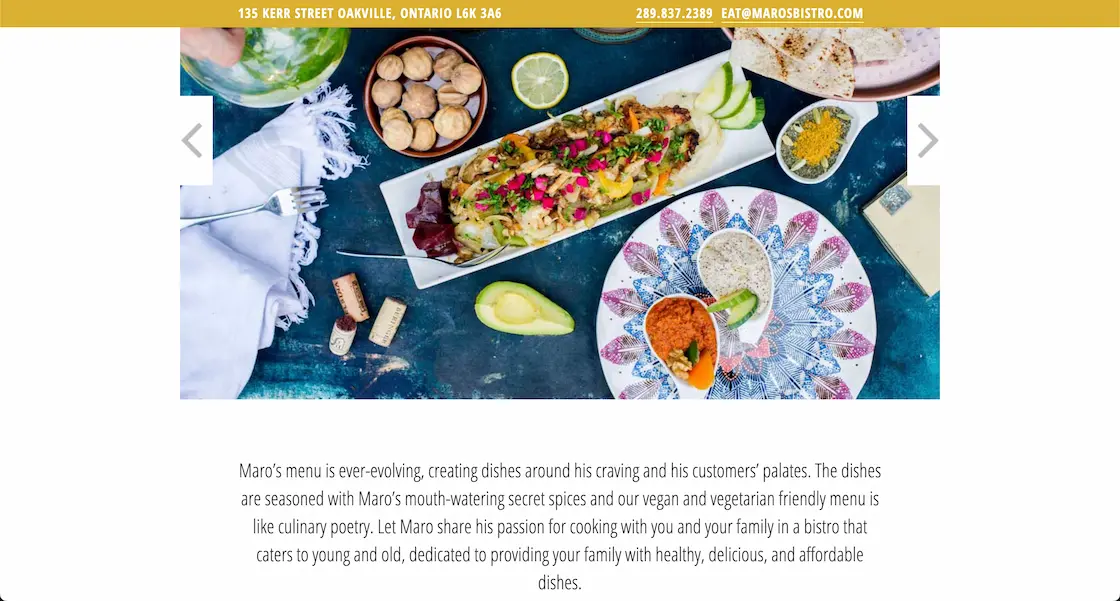 135 KERR STREET OAKVILLE, ONTARIO L6K 3A6 289.837.2389 EAT@MAROSBISTRO.COM
Maro’s menu is ever-evolving, creating dishes around his craving and his customers’ palates. The dishes
are seasoned with Maro’s mouth-watering secret spices and our vegan and vegetarian friendly menu is
like culinary poetry. Let Maro share his passion for cooking with you and your family in a bistro that
caters to young and old, dedicated to providing your family with healthy, delicious, and affordable
dishes.